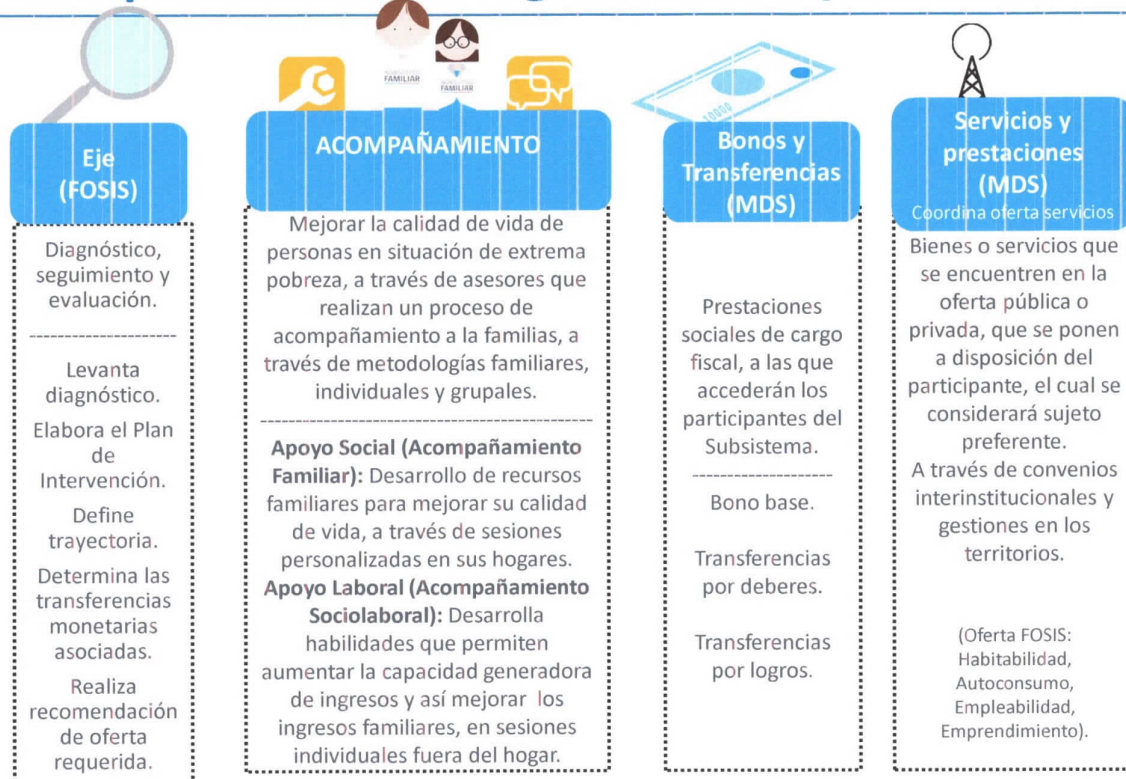 FAMILIAR
FAMILIAR
10000
Eje
(FOSIS)
Diagnóstico,
seguimiento y
evaluación.
Levanta
diagnóstico.
Elabora el Plan
de
Intervención.
Define
trayectoria.
Determina las
transferencias
monetarias
asociadas.
Realiza
recomendación
de oferta
requerida.
ACOMPAÑAMIENTO
Mejorar la calidad de vida de
personas en situación de extrema
pobreza, a través de asesores que
realizan un proceso de
acompañamiento a la familias, a
través de metodologías familiares,
individuales y grupales.
Apoyo Social (Acompañamiento
Familiar): Desarrollo de recursos
familiares para mejorar su calidad
de vida, a través de sesiones
personalizadas en sus hogares.
Apoyo Laboral (Acompañamiento
Sociolaboral): Desarrolla
habilidades que permiten
aumentar la capacidad generadora
de ingresos y así mejorar los
ingresos familiares, en sesiones
individuales fuera del hogar.
Bonos y
Transferencias
(MDS)
Prestaciones
sociales de cargo
fiscal, a las que
accederán los
participantes del
Subsistema.
Bono base.
Transferencias
por deberes.
Transferencias
por logros.
Servicios y
prestaciones
(MDS)
Coordina oferta servicios
Bienes o servicios que
se encuentren en la
oferta pública o
privada, que se ponen
a disposición del
participante, el cual se
considerará sujeto
preferente.
A través de convenios
interinstitucionales y
gestiones en los
territorios.
(Oferta FOSIS:
Habitabilidad,
Autoconsumo,
Empleabilidad,
Emprendimiento).